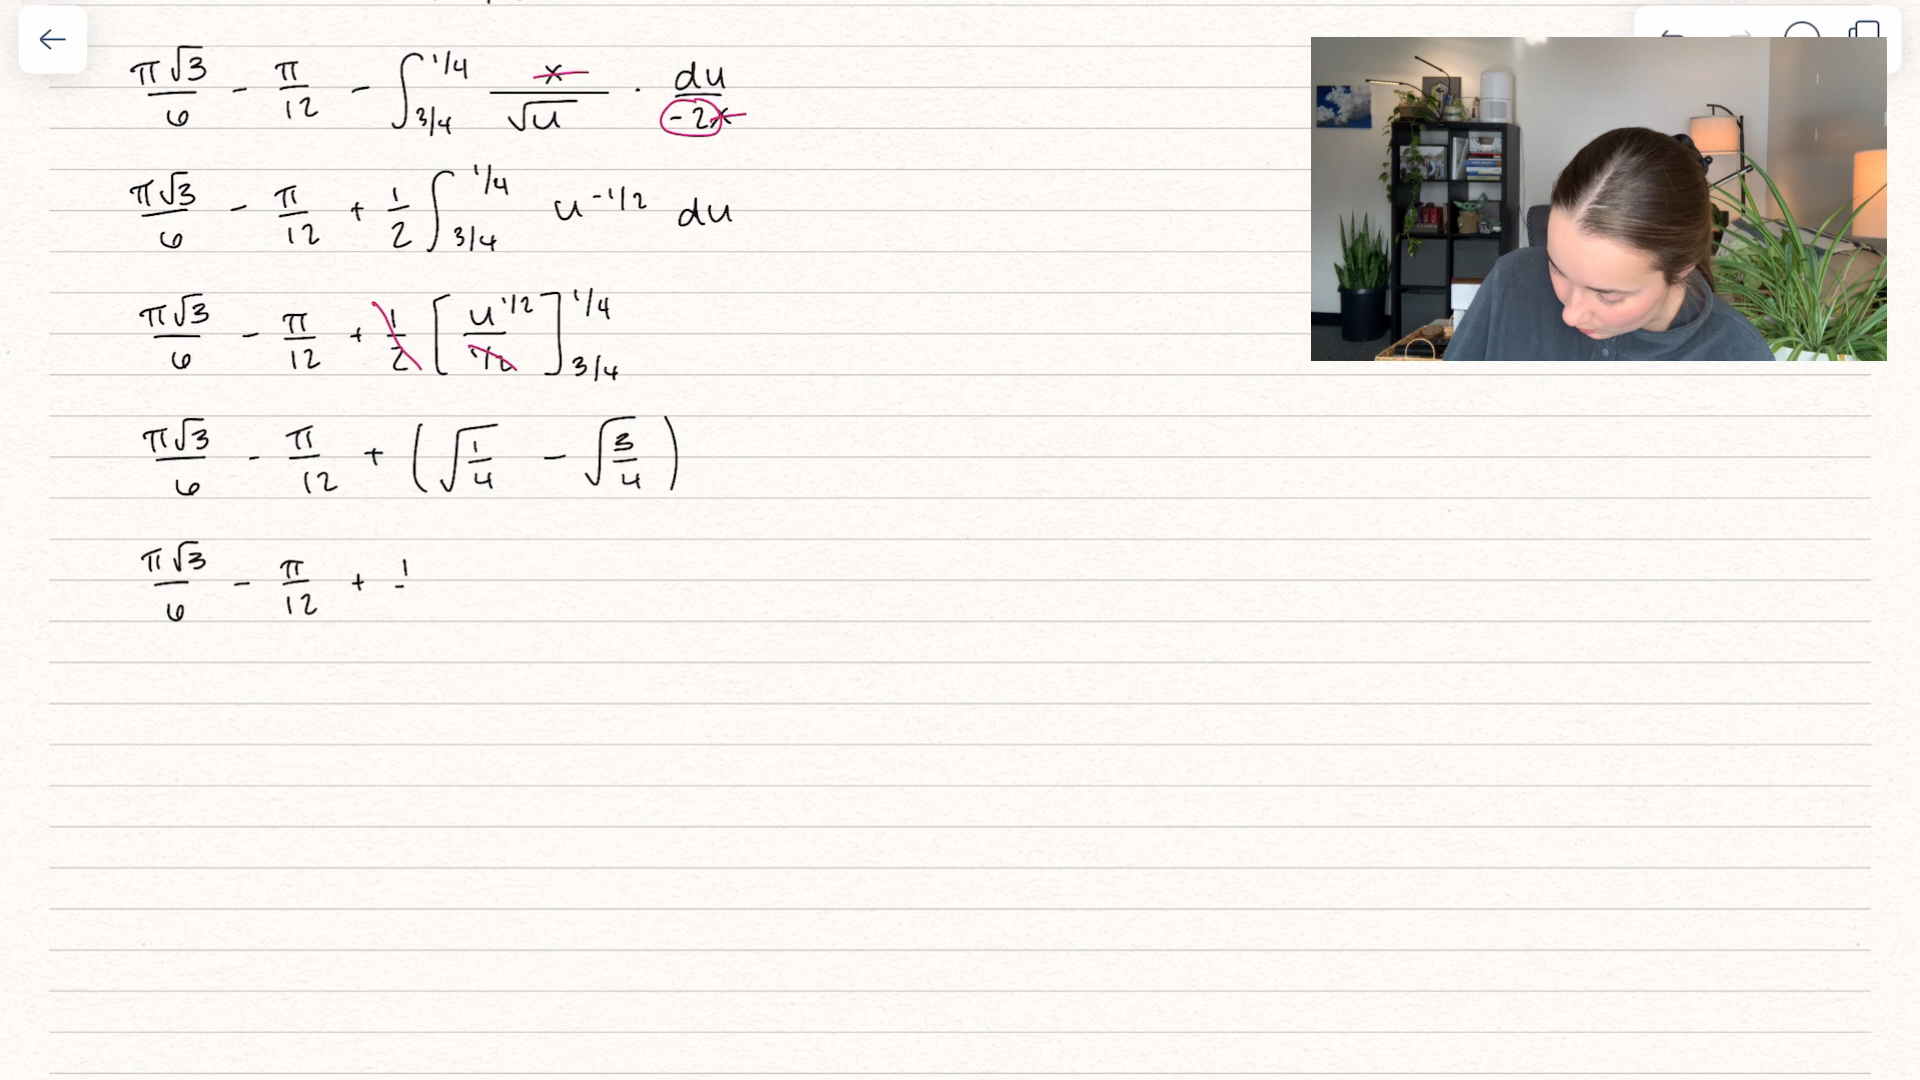 π√3/6 - π/12 - ∫_{3/4}^{1/4} x/√u · du/-2x
π√3/6 - π/12 + 1/2 ∫_{3/4}^{1/4} u^{-1/2} du
π√3/6 - π/12 + 1/2 [u^{1/2}/1/2]_{3/4}^{1/4}
π√3/6 - π/12 + (√1/4 - √3/4)
π√3/6 - π/12 + 1